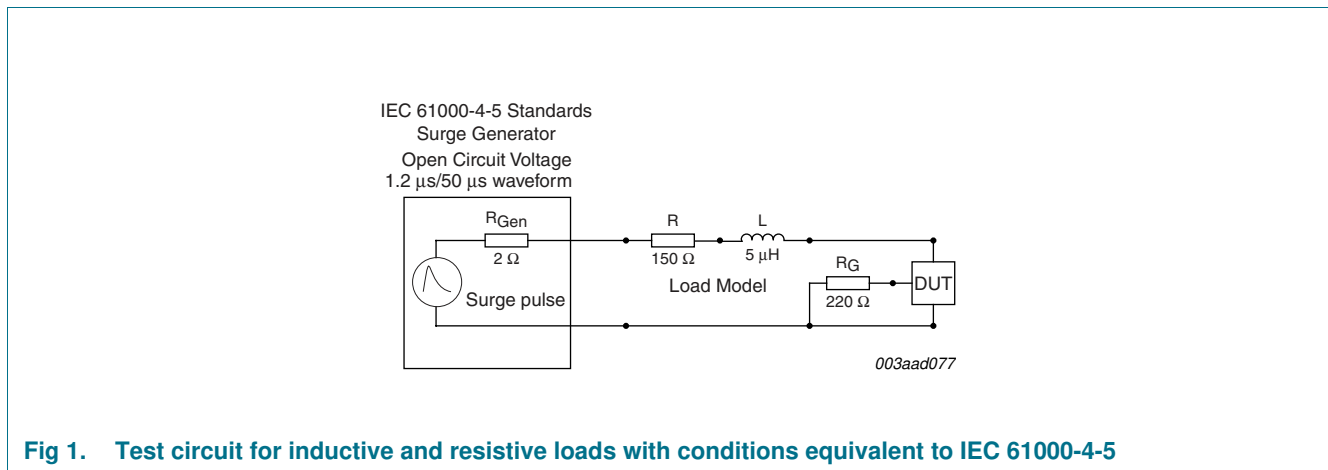 IEC 61000-4-5 Standards
Surge Generator
Open Circuit Voltage
1.2 μs/50 μs waveform
RGen
2 Ω
Surge pulse
R
150 Ω
L
5 μH
Load Model
RG
220 Ω
DUT
003aad077
Fig 1. Test circuit for inductive and resistive loads with conditions equivalent to IEC 61000-4-5